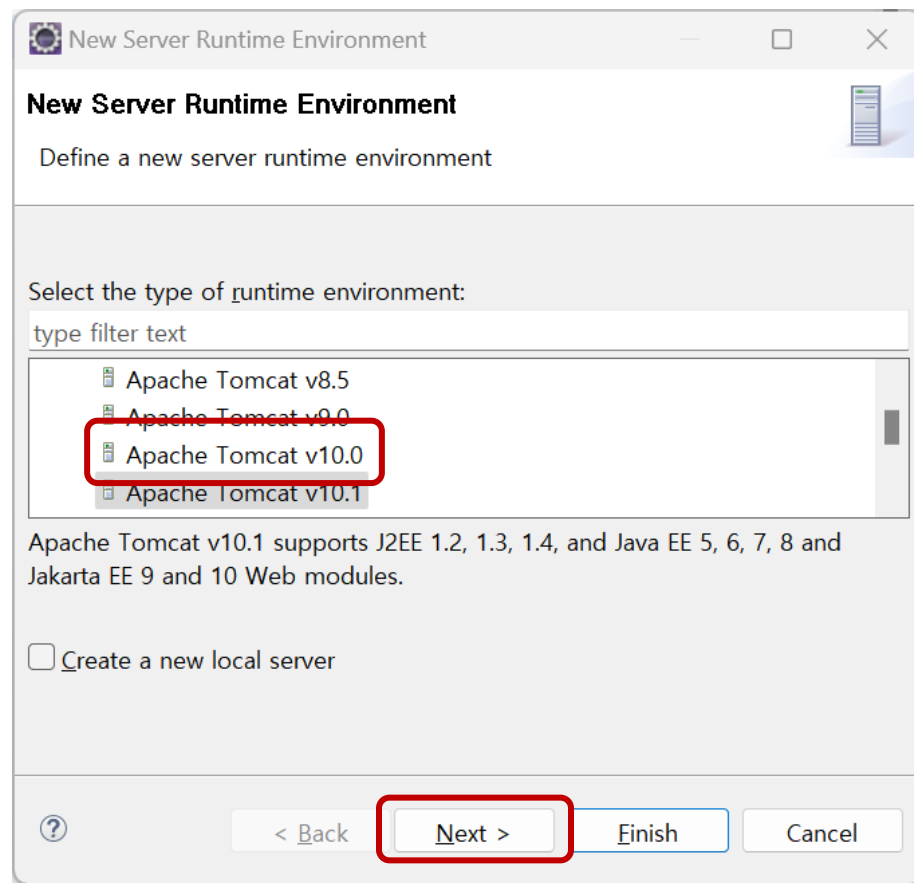 New Server Runtime Environment
New Server Runtime Environment
Define a new server runtime environment
Select the type of runtime environment:
type filter text
Apache Tomcat v8.5
Apache Tomcat v9.0
Apache Tomcat v10.0
Apache Tomcat v10.1
Apache Tomcat v10.1 supports J2EE 1.2, 1.3, 1.4, and Java EE 5, 6, 7, 8 and
Jakarta EE 9 and 10 Web modules.
Create a new local server
? < Back Next > Finish Cancel